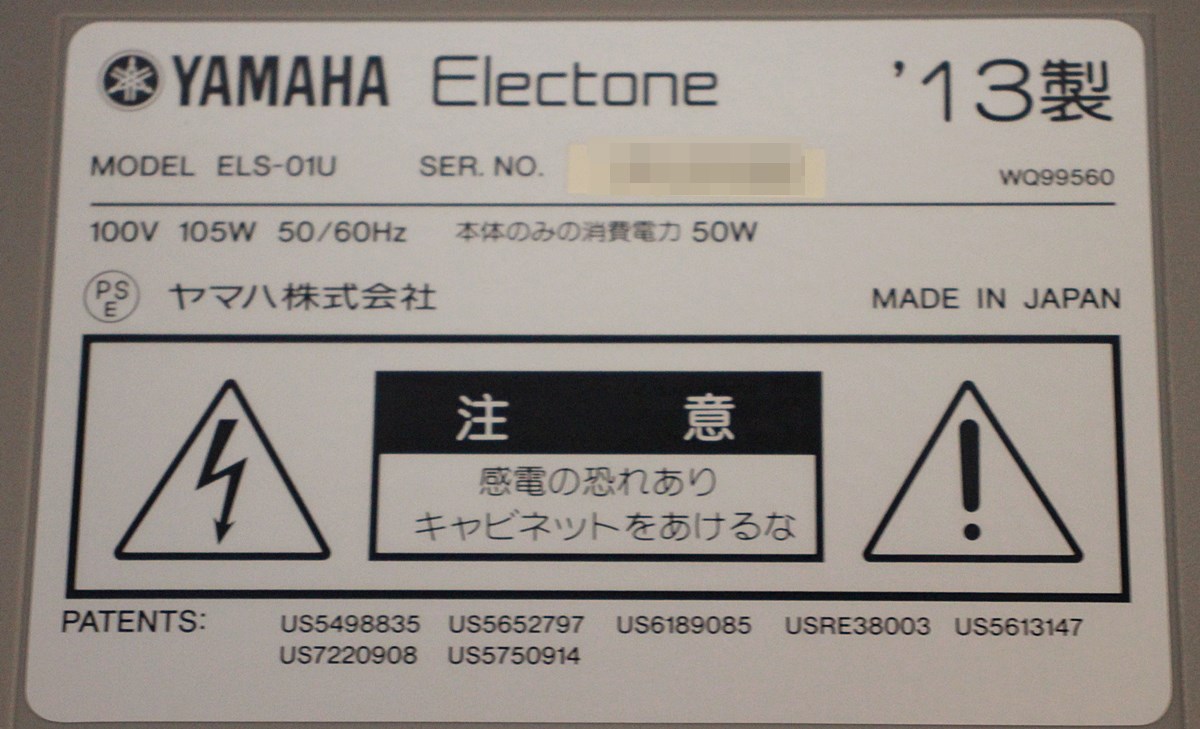 YAMAHA Electone '13製
MODEL ELS-01U SER. NO.
WQ99560
100V 105W 50/60Hz 本体のみの消費電力 50W
PS
E
ヤマハ株式会社 MADE IN JAPAN
注 意
感電の恐れあり
キャビネットをあけるな
PATENTS: US5498835 US5652797 US6189085 USRE38003 US5613147
US7220908 US5750914